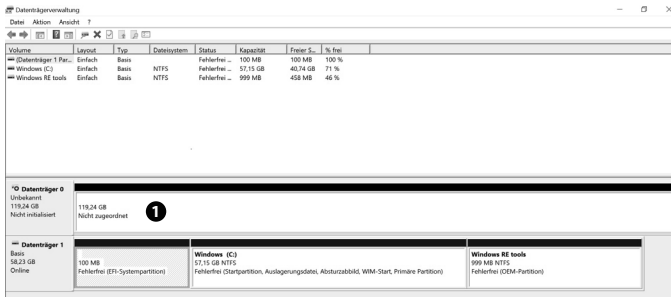 Datenträgerverwaltung
Datei Aktion Ansicht ?
Volume Layout Typ Dateisystem Status Kapazität Freier S... % frei
(Datenträger 1 Par... Einfach Basis Fehlerfrei ... 100 MB 100 MB 100 %
Windows (C:) Einfach Basis NTFS Fehlerfrei ... 57,15 GB 40,74 GB 71 %
Windows RE tools Einfach Basis NTFS Fehlerfrei ... 999 MB 458 MB 46 %
Datenträger 0
Unbekannt
119,24 GB
Nicht initialisiert
119,24 GB
Nicht zugeordnet
1
Datenträger 1
Basis
58,23 GB
Online
100 MB
Fehlerfrei (EFI-Systempartition)
Windows (C:)
57,15 GB NTFS
Fehlerfrei (Startpartition, Auslagerungsdatei, Absturzabbild, WIM-Start, Primäre Partition)
Windows RE tools
999 MB NTFS
Fehlerfrei (OEM-Partition)